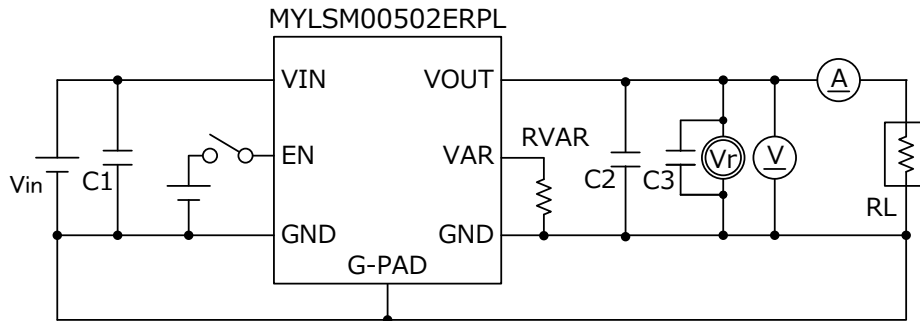 MYLSM00502ERPL
VIN
VOUT
A
RVAR
EN
VAR
Vin
C1
C2
C3
Vr
V
RL
GND
GND
G-PAD